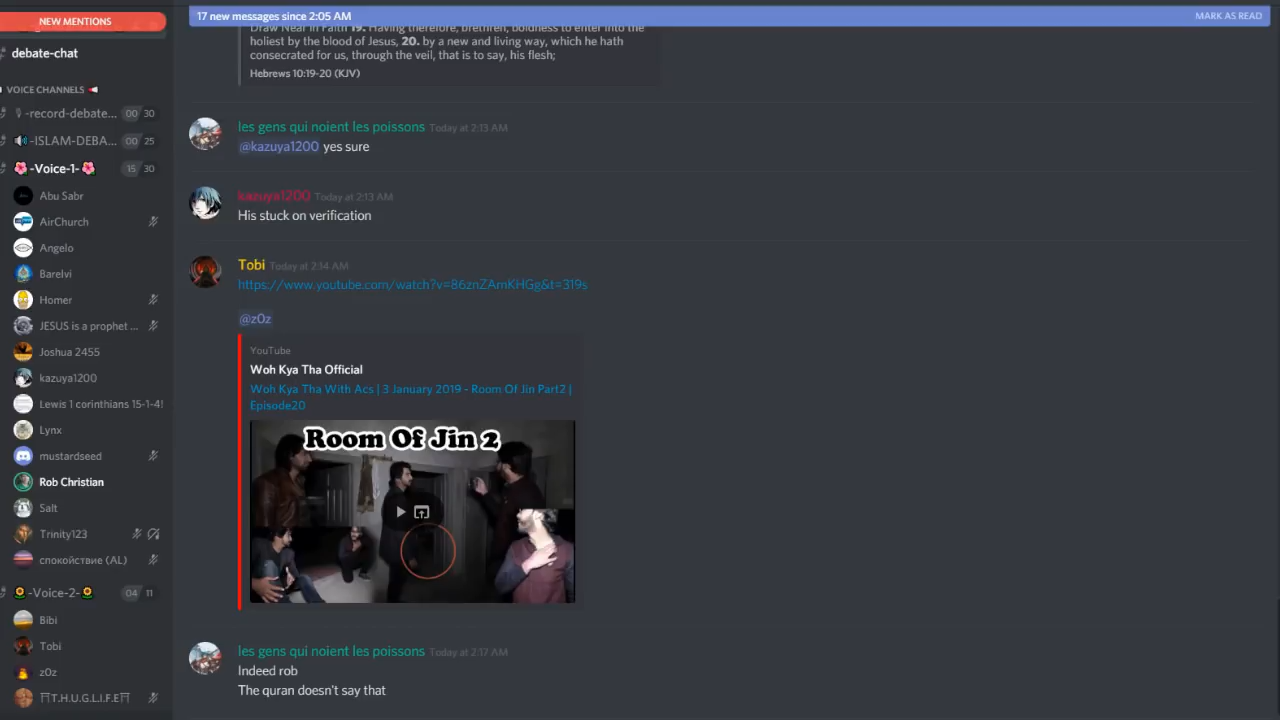 NEW MENTIONS
debate-chat
VOICE CHANNELS
-record-debate... 00 30
-ISLAM-DEBA... 00 25
-Voice-1- 15 30
Abu Sabr
AirChurch
Angelo
Barelvi
Homer
JESUS is a prophet ...
Joshua 2455
kazuya1200
Lewis 1 corinthians 15-1-4!
Lynx
mustardseed
Rob Christian
Salt
Trinity123
спокойствие (AL)
-Voice-2- 04 11
Bibi
Tobi
z0z
⛩T.H.U.G.L.I.F.E⛩
17 new messages since 2:05 AM MARK AS READ
Draw Near in Faith 19. Having therefore, brethren, boldness to enter into the
holiest by the blood of Jesus, 20. by a new and living way, which he hath
consecrated for us, through the veil, that is to say, his flesh;
Hebrews 10:19-20 (KJV)
les gens qui noient les poissons Today at 2:13 AM
@kazuya1200 yes sure
kazuya1200 Today at 2:13 AM
His stuck on verification
Tobi Today at 2:14 AM
https://www.youtube.com/watch?v=86znZAmKHGg&t=319s
@z0z
YouTube
Woh Kya Tha Official
Woh Kya Tha With Acs | 3 January 2019 - Room Of Jin Part2 |
Episode20
Room Of Jin 2
les gens qui noient les poissons Today at 2:17 AM
Indeed rob
The quran doesn't say that